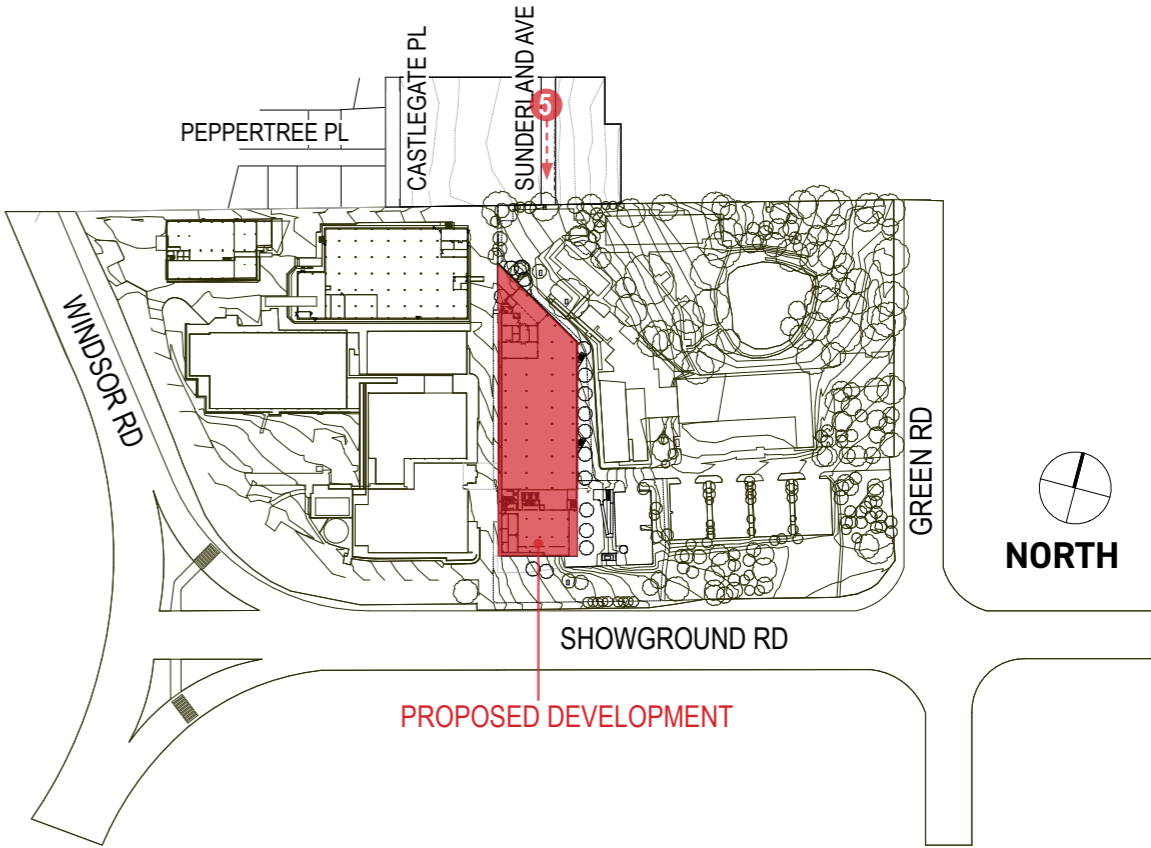 CASTLEGATE PL
SUNDERLAND AVE
5
PEPPERTREE PL
WINDSOR RD
GREEN RD
NORTH
SHOWGROUND RD
PROPOSED DEVELOPMENT